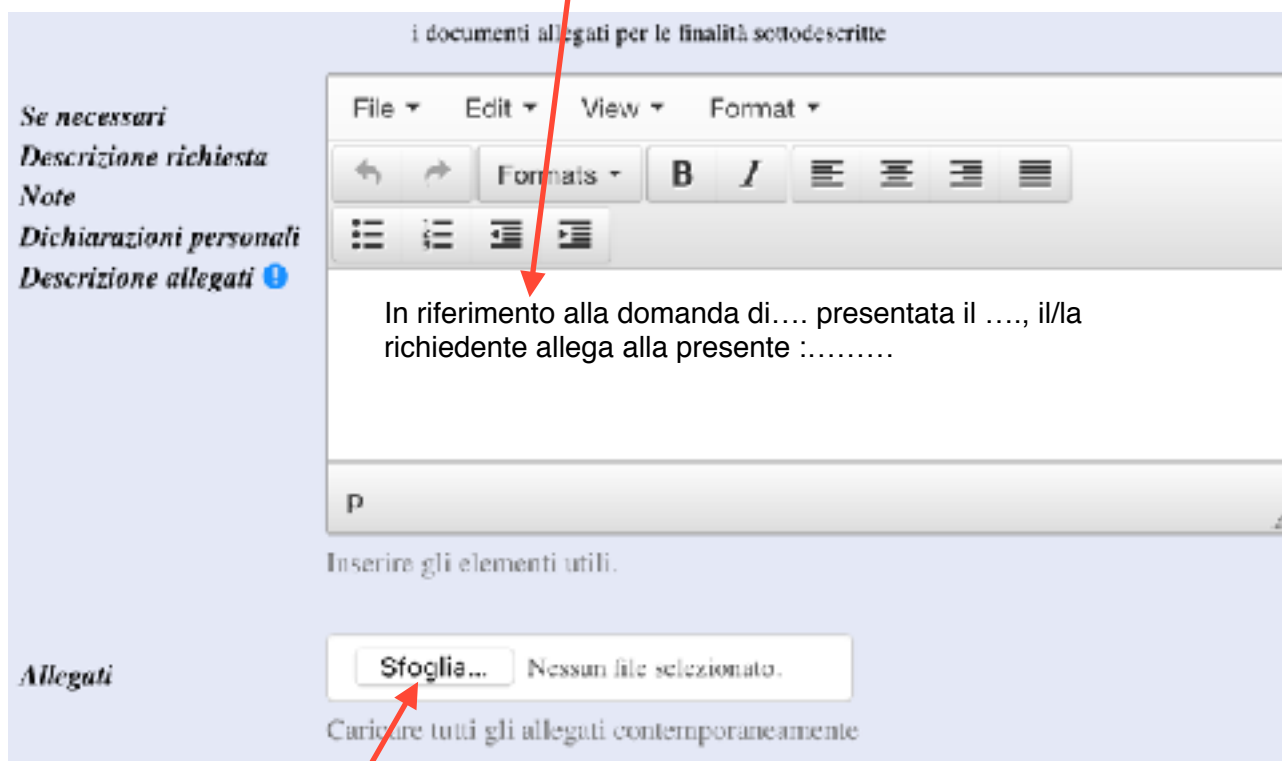 i documenti allegati per le finalità sottodescritte
Se necessari
Descrizione richiesta
Note
Dichiarazioni personali
Descrizione allegati
File Edit View Format
Formats B I
In riferimento alla domanda di…. presentata il …., il/la
richiedente allega alla presente :………
p
Inserire gli elementi utili.
Allegati
Sfoglia... Nessun file selezionato.
Caricare tutti gli allegati contemporaneamente